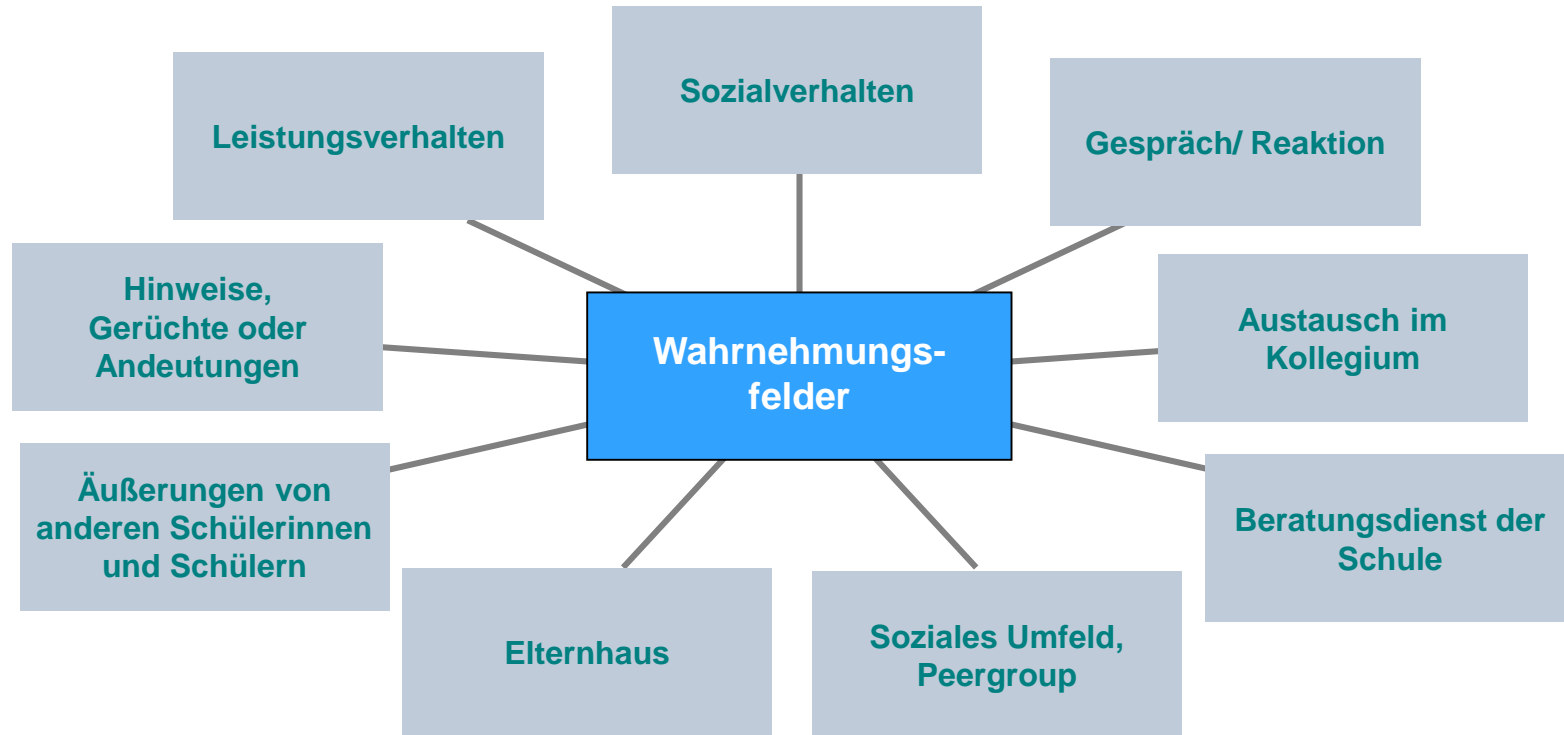 Sozialverhalten
Leistungsverhalten
Gespräch/ Reaktion
Hinweise,
Gerüchte oder
Andeutungen
Wahrnehmungs-
felder
Austausch im
Kollegium
Äußerungen von
anderen Schülerinnen
und Schülern
Beratungsdienst der
Schule
Elternhaus
Soziales Umfeld,
Peergroup